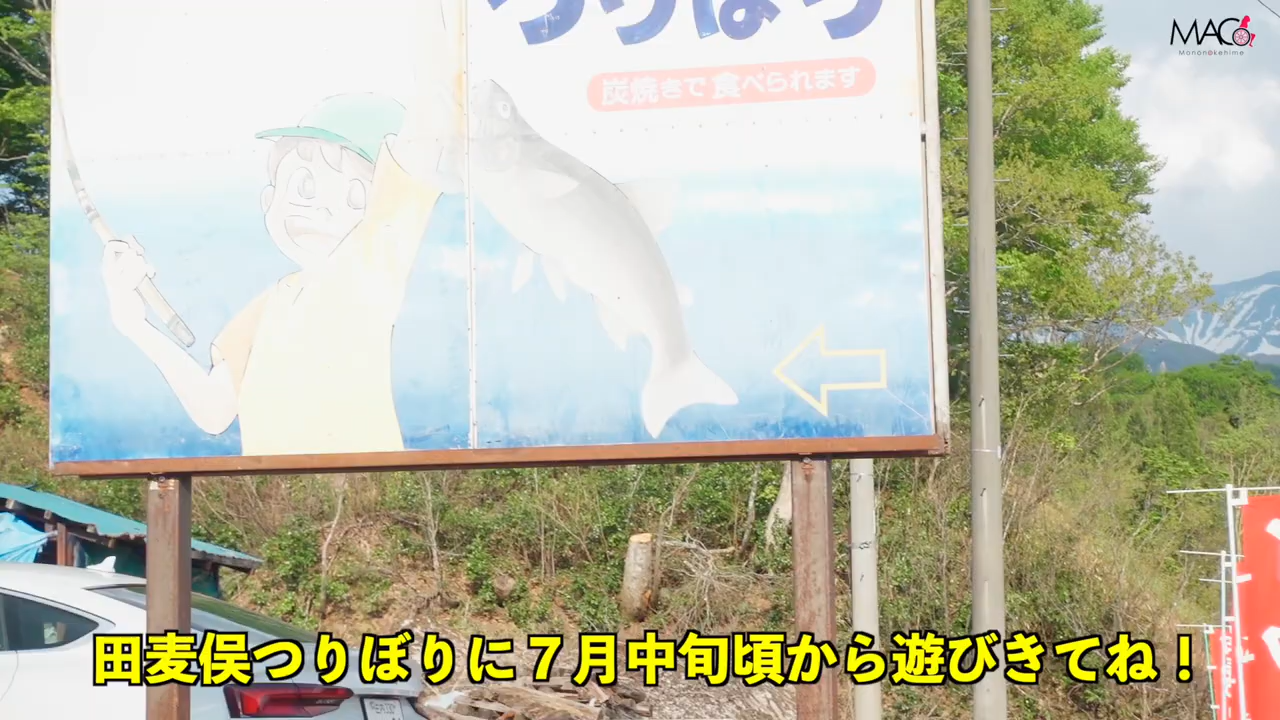 MACO
Mononokehime
つりぼり
炭焼きで食べられます
田麦俣つりぼりに７月中旬頃から遊びきてね！